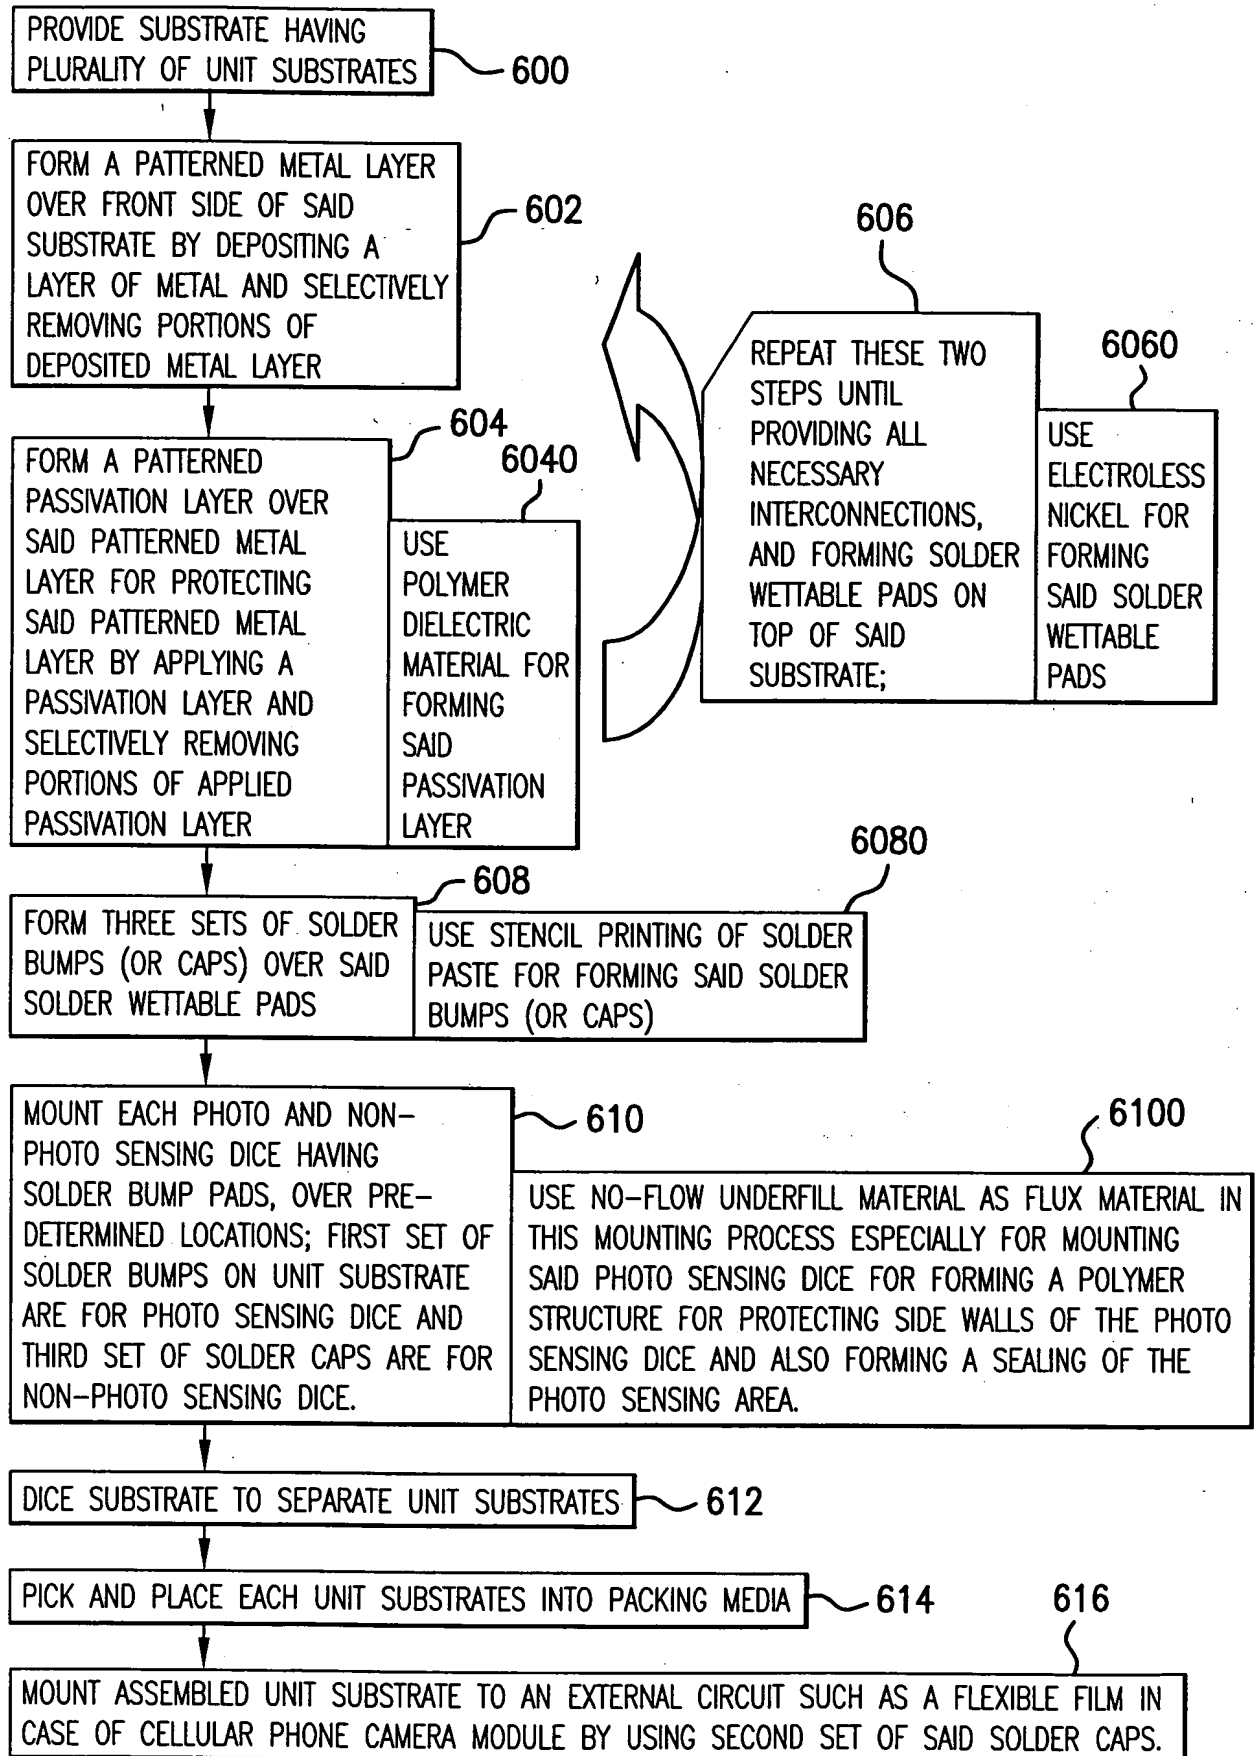 PROVIDE SUBSTRATE HAVING
PLURALITY OF UNIT SUBSTRATES
600
FORM A PATTERNED METAL LAYER
OVER FRONT SIDE OF SAID
SUBSTRATE BY DEPOSITING A
LAYER OF METAL AND SELECTIVELY
REMOVING PORTIONS OF
DEPOSITED METAL LAYER
602
606
REPEAT THESE TWO
STEPS UNTIL
PROVIDING ALL
NECESSARY
INTERCONNECTIONS,
AND FORMING SOLDER
WETTABLE PADS ON
TOP OF SAID
SUBSTRATE;
6060
USE
ELECTROLESS
NICKEL FOR
FORMING
SAID SOLDER
WETTABLE
PADS
604
FORM A PATTERNED
PASSIVATION LAYER OVER
SAID PATTERNED METAL
LAYER FOR PROTECTING
SAID PATTERNED METAL
LAYER BY APPLYING A
PASSIVATION LAYER AND
SELECTIVELY REMOVING
PORTIONS OF APPLIED
PASSIVATION LAYER
6040
USE
POLYMER
DIELECTRIC
MATERIAL FOR
FORMING
SAID
PASSIVATION
LAYER
608
FORM THREE SETS OF SOLDER
BUMPS (OR CAPS) OVER SAID
SOLDER WETTABLE PADS
6080
USE STENCIL PRINTING OF SOLDER
PASTE FOR FORMING SAID SOLDER
BUMPS (OR CAPS)
MOUNT EACH PHOTO AND NON-
PHOTO SENSING DICE HAVING
SOLDER BUMP PADS, OVER PRE-
DETERMINED LOCATIONS; FIRST SET OF
SOLDER BUMPS ON UNIT SUBSTRATE
ARE FOR PHOTO SENSING DICE AND
THIRD SET OF SOLDER CAPS ARE FOR
NON-PHOTO SENSING DICE.
610
6100
USE NO-FLOW UNDERFILL MATERIAL AS FLUX MATERIAL IN
THIS MOUNTING PROCESS ESPECIALLY FOR MOUNTING
SAID PHOTO SENSING DICE FOR FORMING A POLYMER
STRUCTURE FOR PROTECTING SIDE WALLS OF THE PHOTO
SENSING DICE AND ALSO FORMING A SEALING OF THE
PHOTO SENSING AREA.
DICE SUBSTRATE TO SEPARATE UNIT SUBSTRATES
612
PICK AND PLACE EACH UNIT SUBSTRATES INTO PACKING MEDIA
614
616
MOUNT ASSEMBLED UNIT SUBSTRATE TO AN EXTERNAL CIRCUIT SUCH AS A FLEXIBLE FILM IN
CASE OF CELLULAR PHONE CAMERA MODULE BY USING SECOND SET OF SAID SOLDER CAPS.